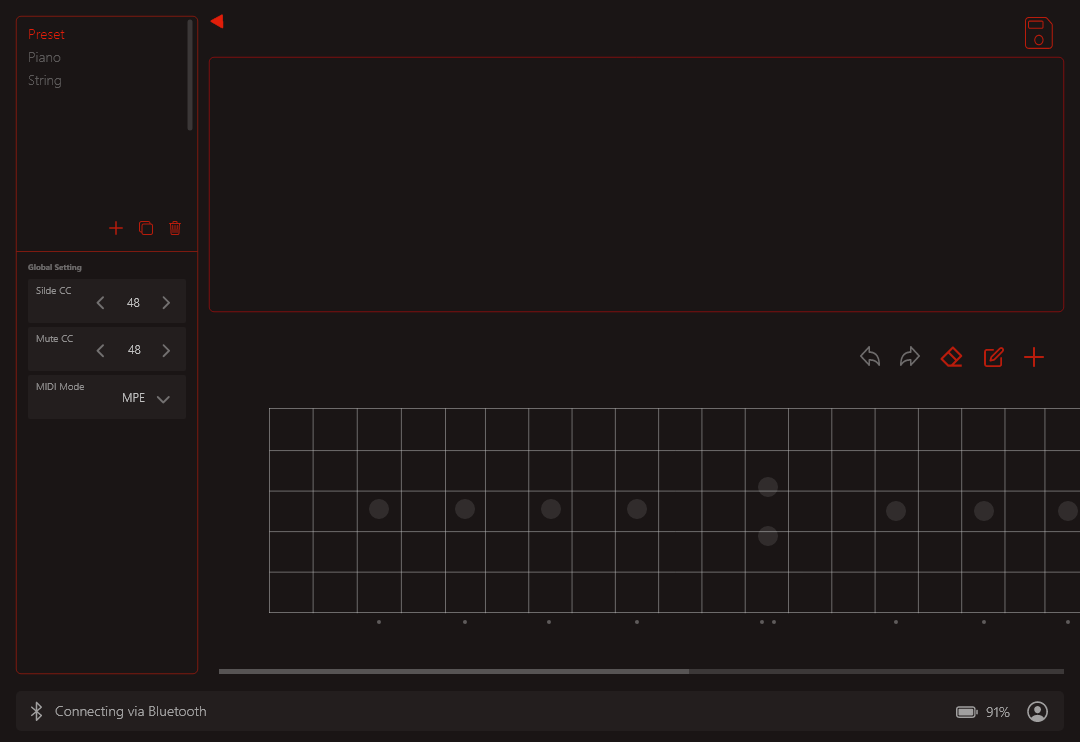 Preset
Piano
String
Global Setting
Silde CC
48
Mute CC
48
MIDI Mode
MPE
Connecting via Bluetooth
91%